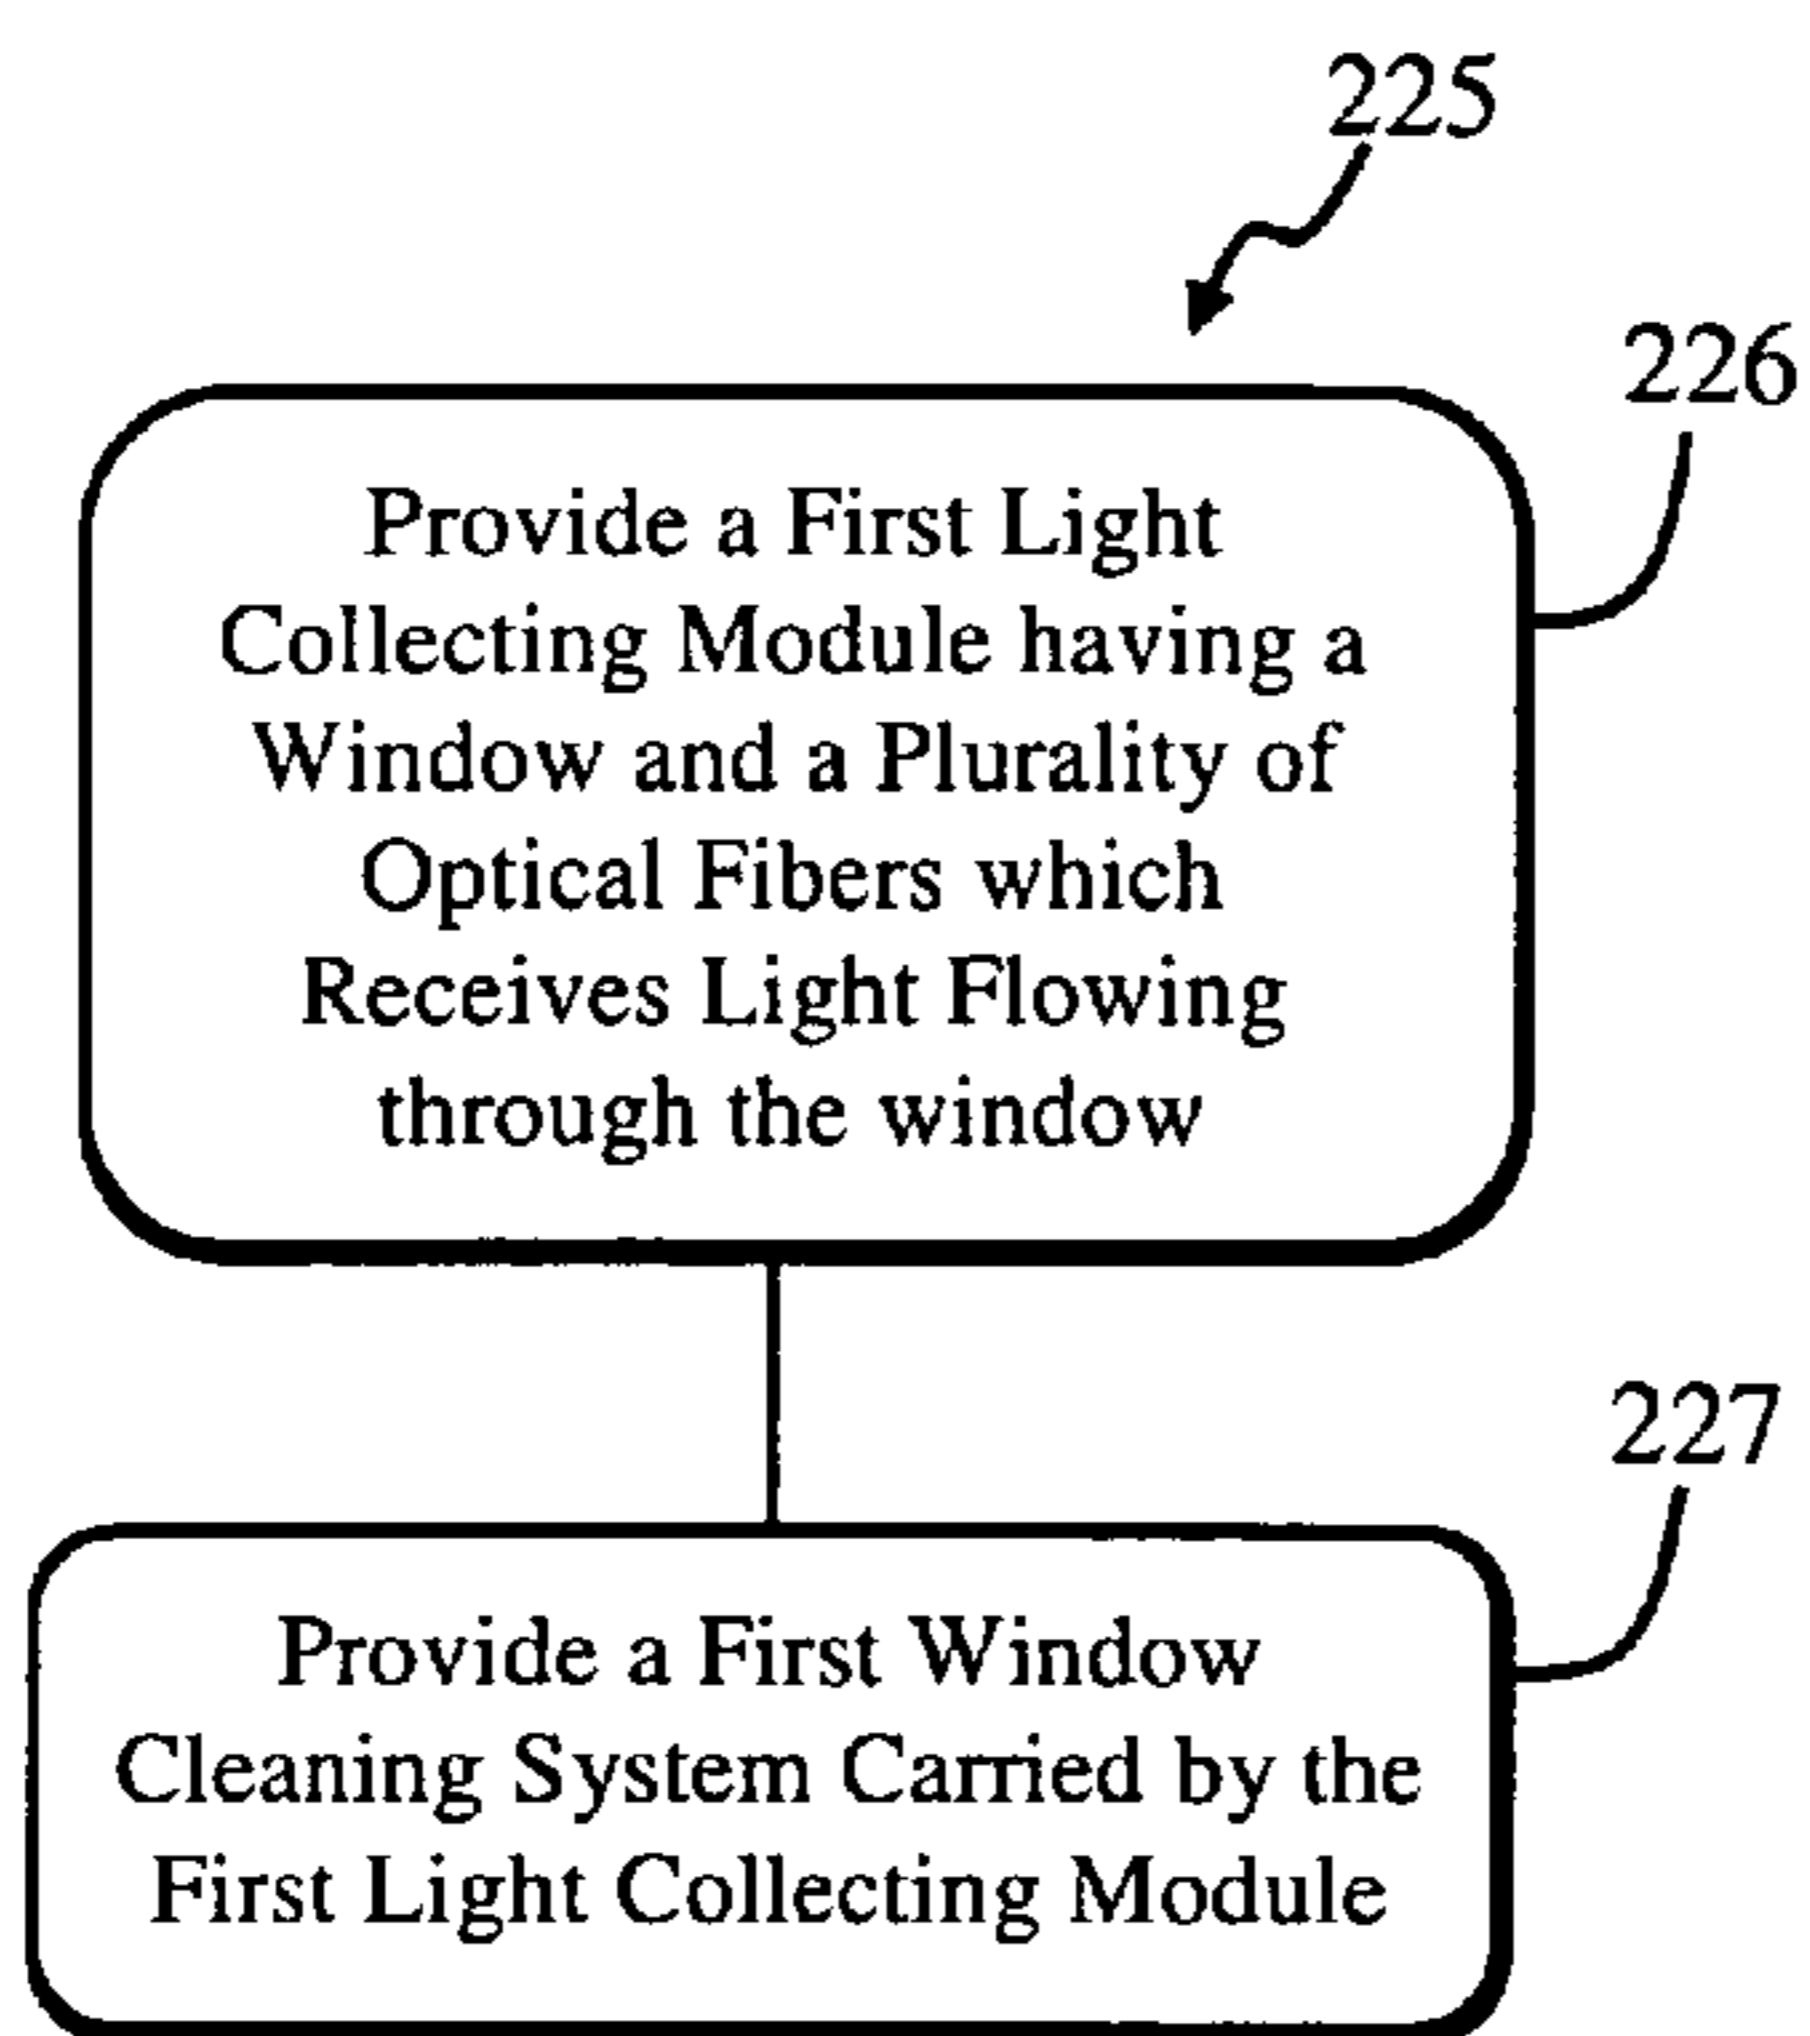 225
226
Provide a First Light
Collecting Module having a
Window and a Plurality of
Optical Fibers which
Receives Light Flowing
through the window
227
Provide a First Window
Cleaning System Carried by the
First Light Collecting Module